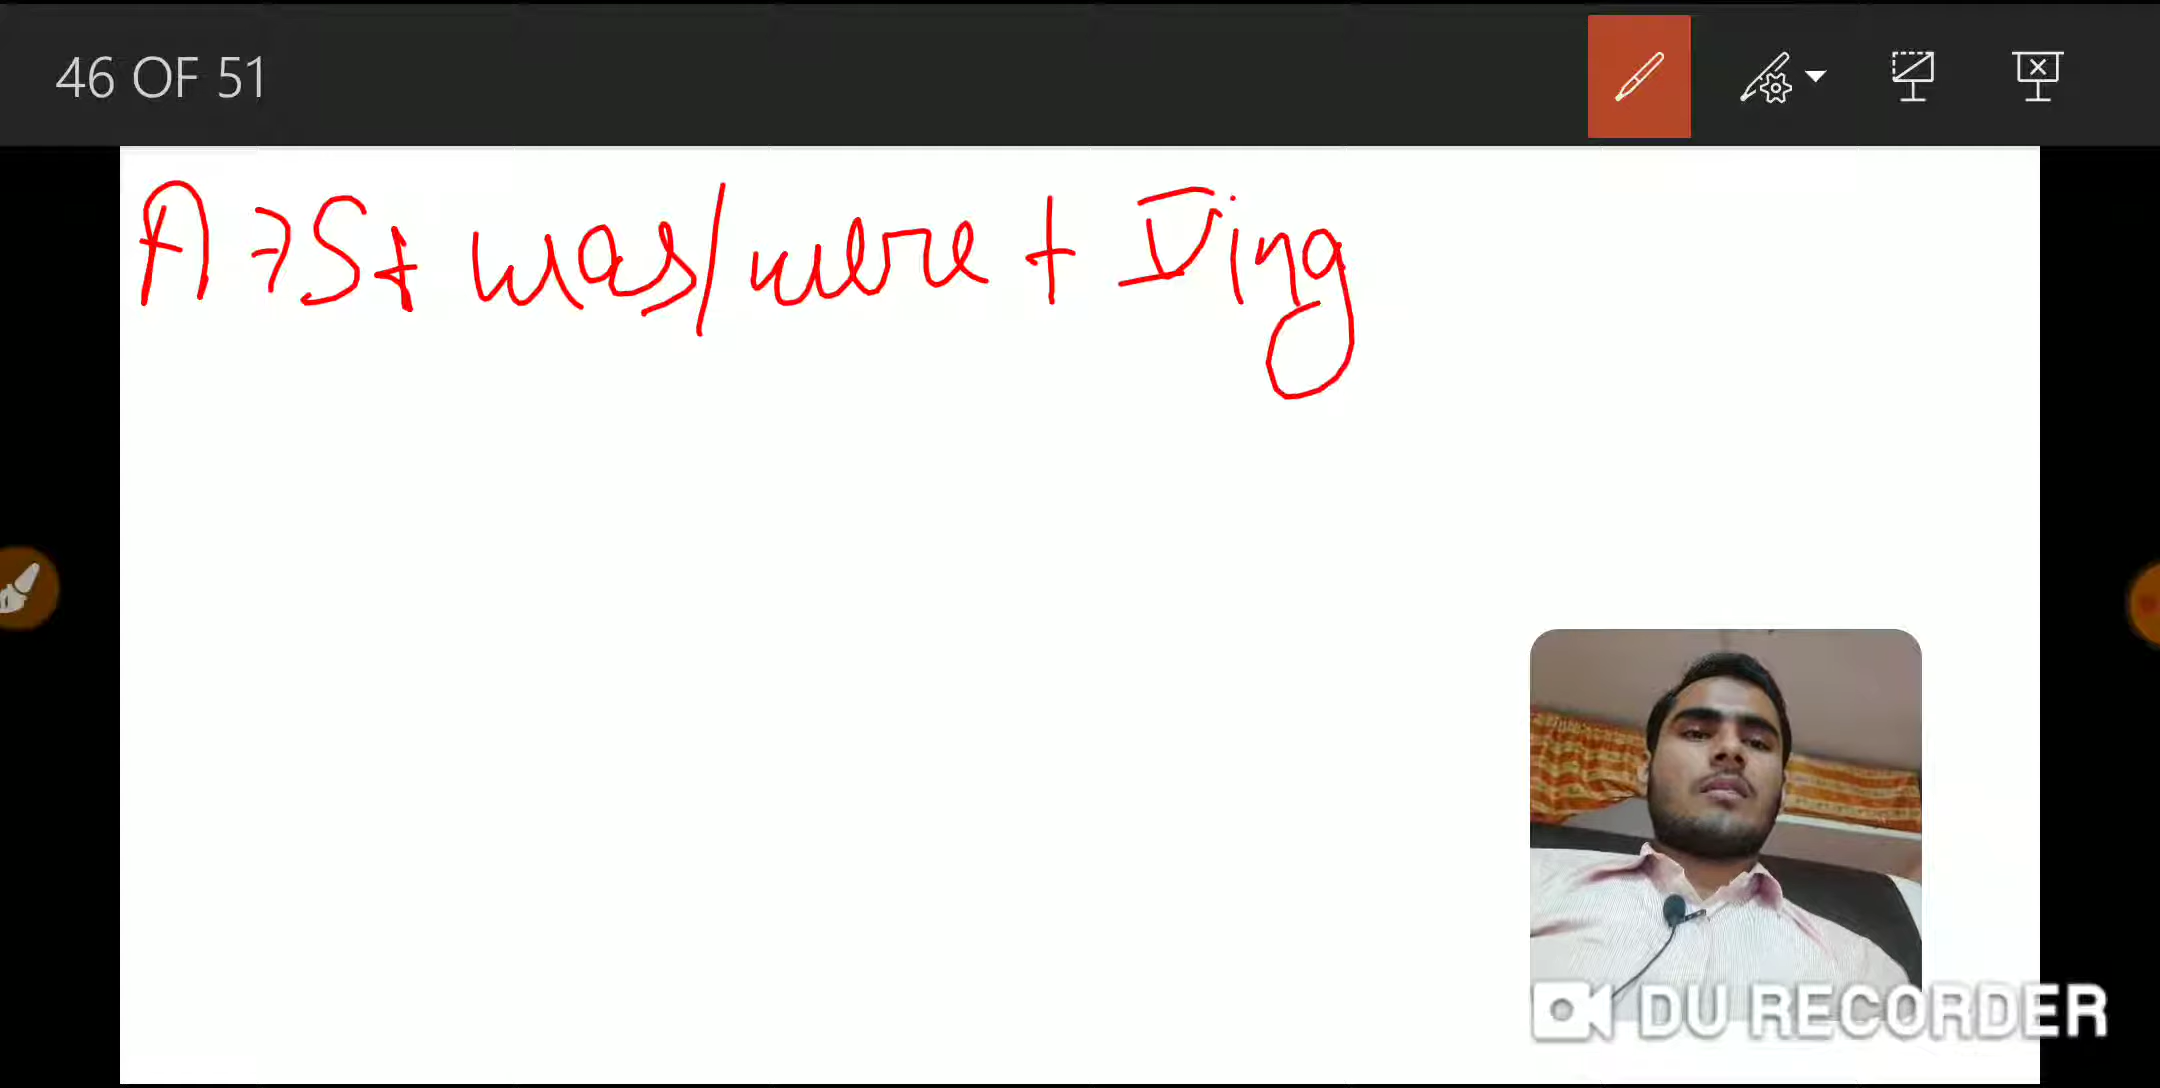 46 OF 51
A → S + was/were + Ving
DU RECORDER